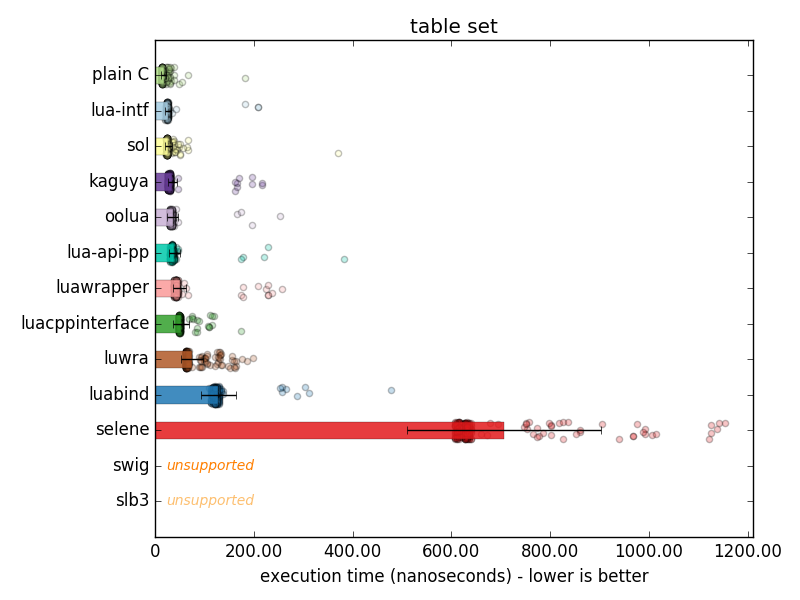 table set
plain C
lua-intf
sol
kaguya
oolua
lua-api-pp
luawrapper
luacppinterface
luwra
luabind
selene
swig unsupported
slb3 unsupported
0 200.00 400.00 600.00 800.00 1000.00 1200.00
execution time (nanoseconds) - lower is better